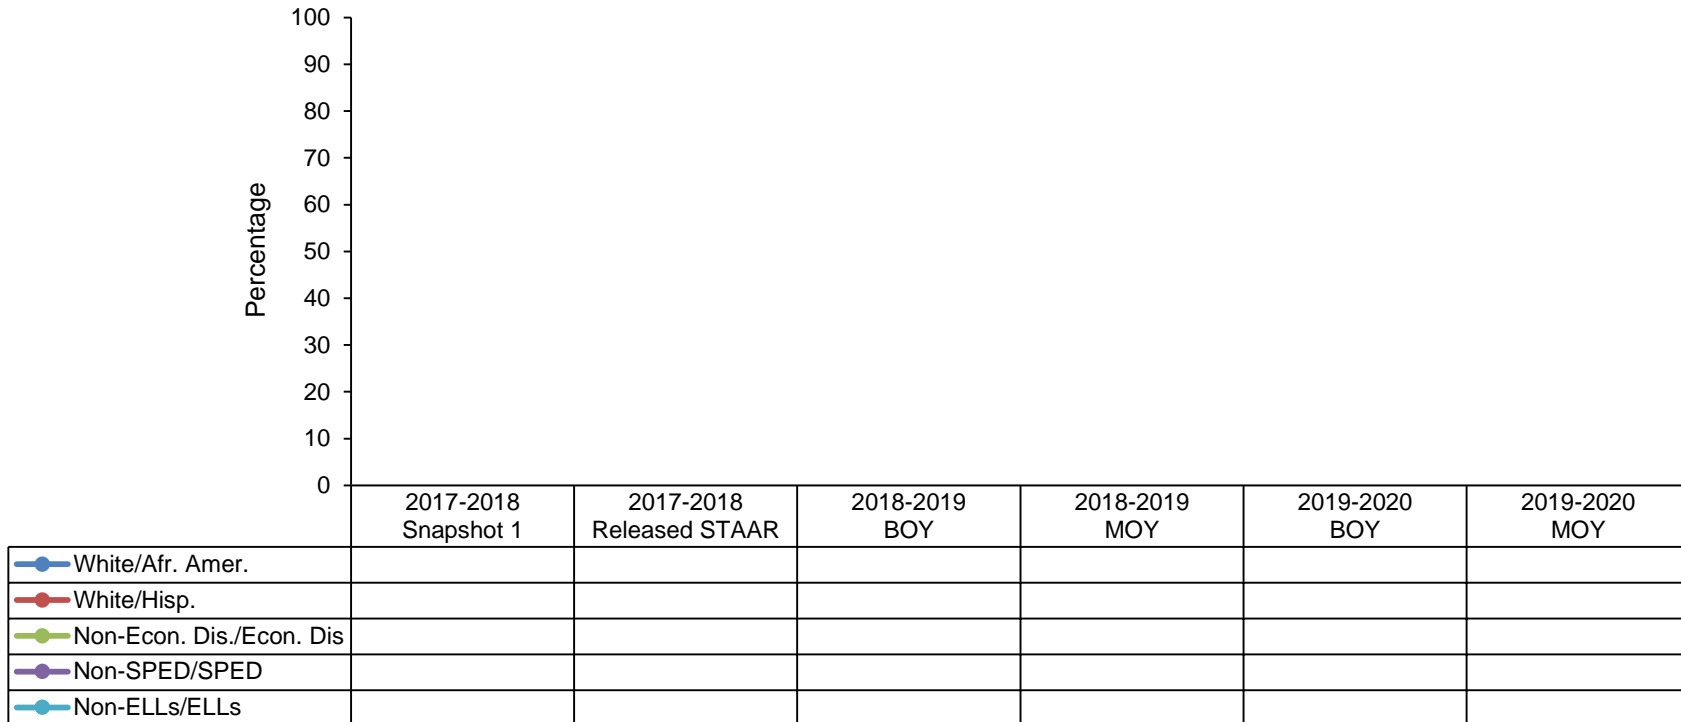 100
90
80
70
60
50
40
30
20
10
0
Percentage
2017-2018 2017-2018 2018-2019 2018-2019 2019-2020 2019-2020
Snapshot 1 Released STAAR BOY MOY BOY MOY
White/Afr. Amer.
White/Hisp.
Non-Econ. Dis./Econ. Dis
Non-SPED/SPED
Non-ELLs/ELLs